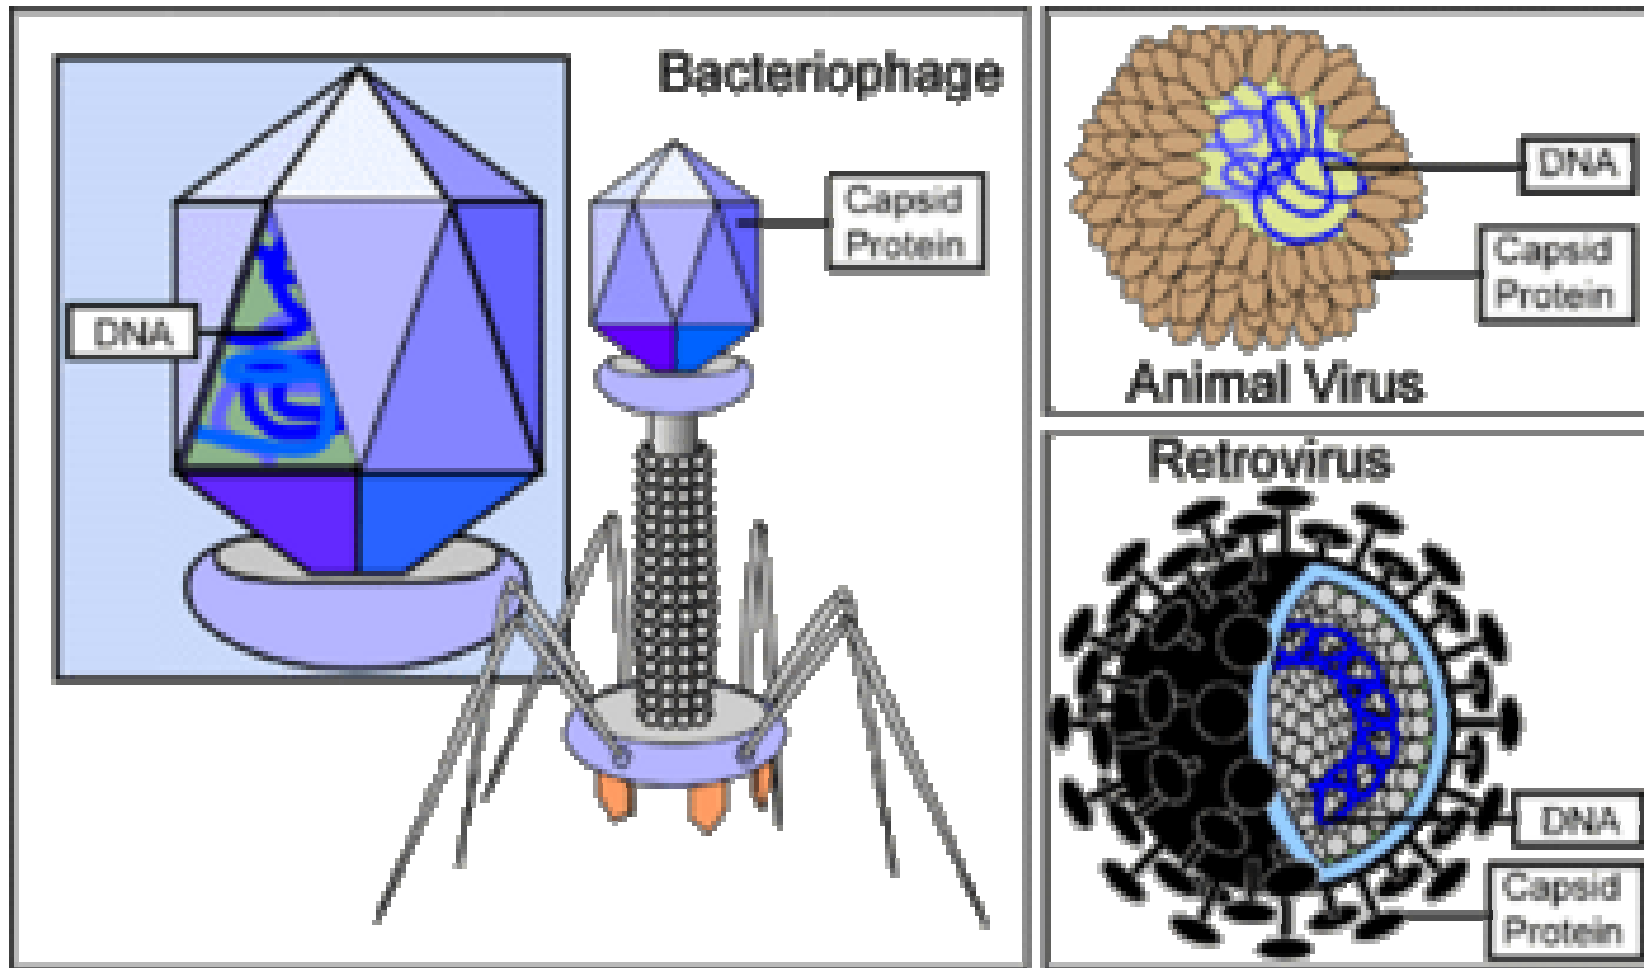 Bacteriophage
Capsid
Protein
DNA
DNA
Capsid
Protein
Animal Virus
Retrovirus
DNA
Capsid
Protein